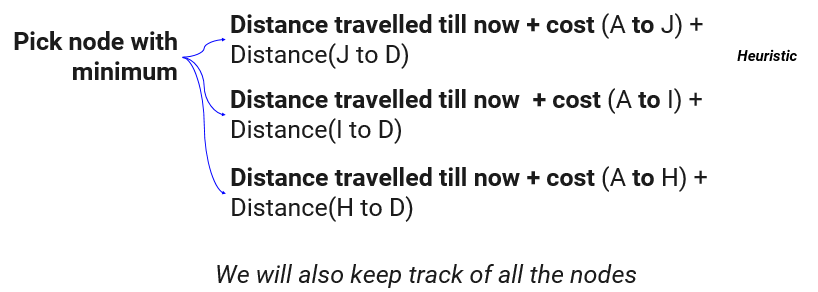 Pick node with
minimum
Distance travelled till now + cost (A to J) +
Distance(J to D)
Heuristic
Distance travelled till now  + cost (A to I) +
Distance(I to D)
Distance travelled till now + cost (A to H) +
Distance(H to D)
We will also keep track of all the nodes